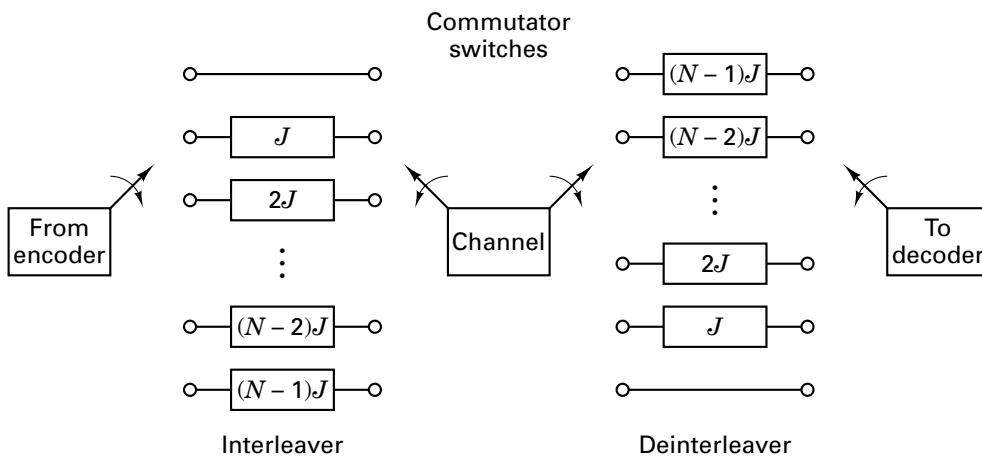 Commutator
switches
J
2J
⋮
(N – 2)J
(N – 1)J
(N – 1)J
(N – 2)J
⋮
2J
J
From
encoder
Channel
To
decoder
Interleaver
Deinterleaver